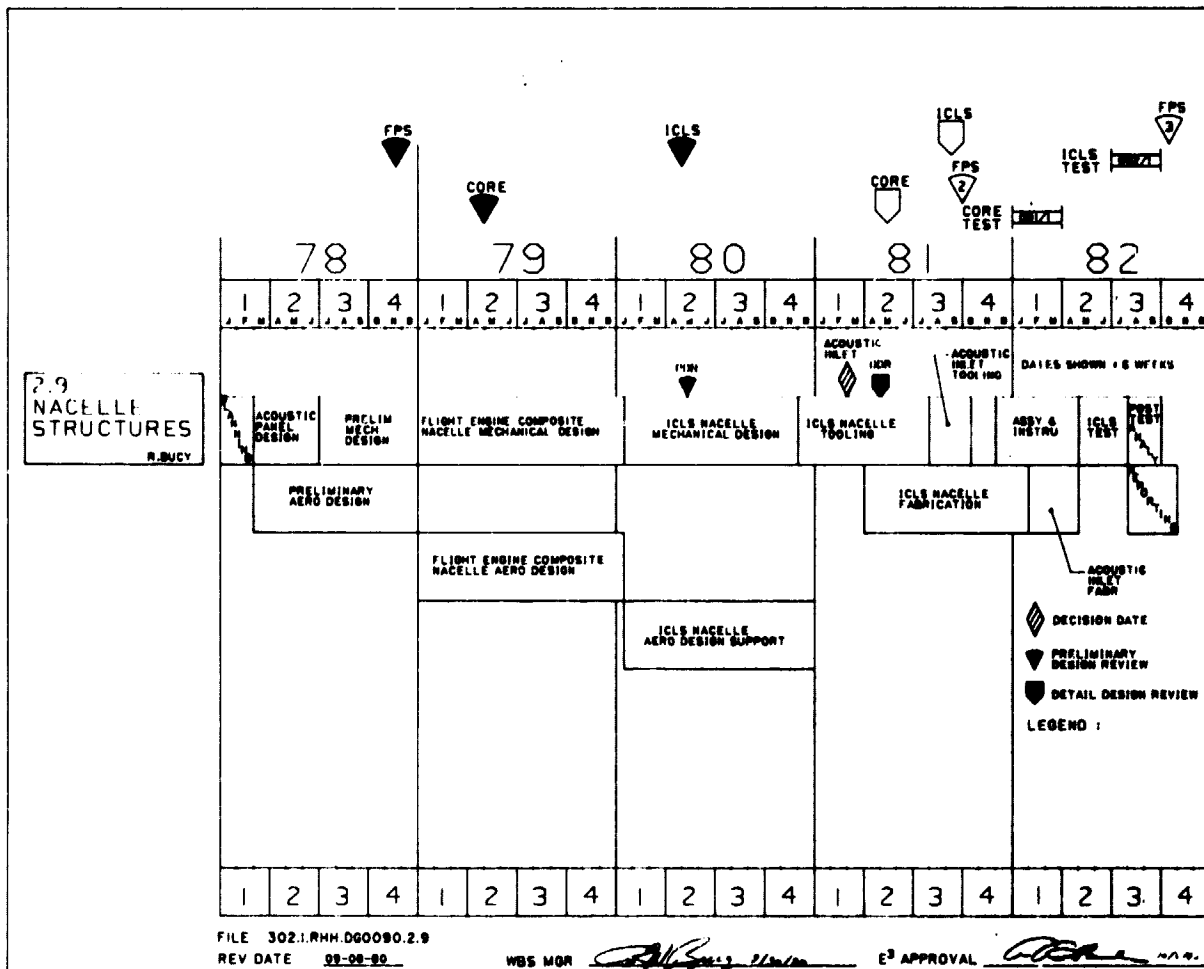 FPS
ICLS
ICLS
FPS
3
ICLS
TEST
CORE
CORE
FPS
2
CORE
TEST
78 79 80 81 82
1 2 3 4 1 2 3 4 1 2 3 4 1 2 3 4 1 2 3 4
J F M A M J J A S O N D J F M A M J J A S O N D J F M A M J J A S O N D J F M A M J J A S O N D J F M A M J J A S O N D
ACOUSTIC
INLET
DDR
ACOUSTIC
INLET
TOOLING
DATES SHOWN ± 6 WEEKS
PDR
2.9
NACELLE
STRUCTURES
R.BUCY
PLANNING
ACOUSTIC
PANEL
DESIGN
PRELIM
MECH
DESIGN
FLIGHT ENGINE COMPOSITE
NACELLE MECHANICAL DESIGN
ICLS NACELLE
MECHANICAL DESIGN
ICLS NACELLE
TOOLING
ASSY &
INSTRU
ICLS
TEST
POST
TEST
PRELIMINARY
AERO DESIGN
ICLS NACELLE
FABRICATION
REPORTING
FLIGHT ENGINE COMPOSITE
NACELLE AERO DESIGN
ACOUSTIC
INLET
FABR
ICLS NACELLE
AERO DESIGN SUPPORT
DECISION DATE
PRELIMINARY
DESIGN REVIEW
DETAIL DESIGN REVIEW
LEGEND :
1 2 3 4 1 2 3 4 1 2 3 4 1 2 3 4 1 2 3 4
FILE 302.1.RHH.DG0090.2.9
REV DATE 09-08-80
WBS MGR
E³ APPROVAL